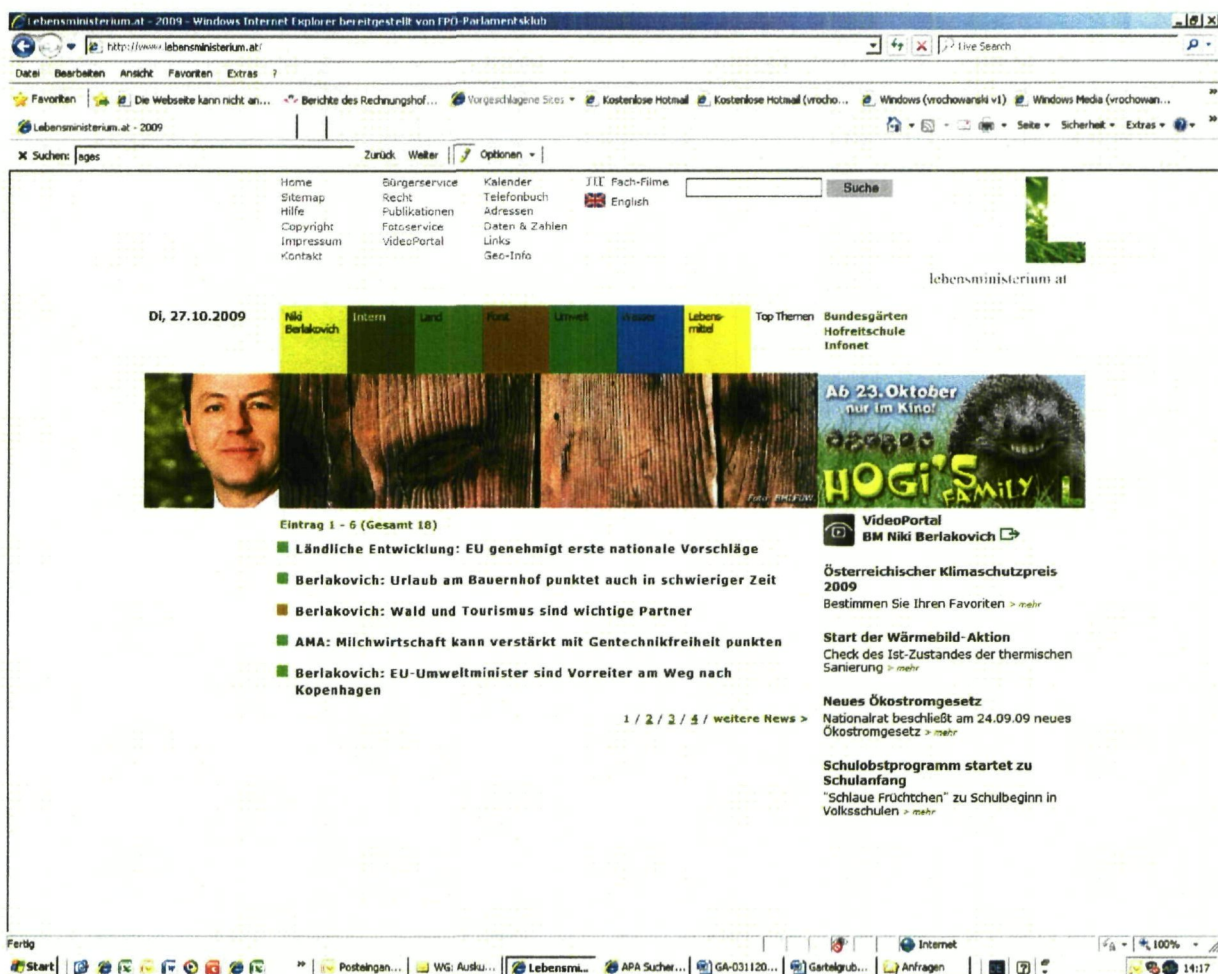 Lebensministerium.at - 2009 - Windows Internet Explorer bereitgestellt von FPÖ-Parlamentsklub
http://www.lebensministerium.at/
Live Search
Datei Bearbeiten Ansicht Favoriten Extras ?
Favoriten Die Webseite kann nicht an... Berichte des Rechnungshof... Vorgeschlagene Sites Kostenlose Hotmail Kostenlose Hotmail (vrocho... Windows (vrochowanski v1) Windows Media (vrochowan...
Lebensministerium.at - 2009
Seite Sicherheit Extras
Suchen: ages Zurück Weiter Optionen
Home Bürgerservice Kalender Fach-Filme Suche
Sitemap Recht Telefonbuch English
Hilfe Publikationen Adressen
Copyright Fotoservice Daten & Zahlen
Impressum VideoPortal Links
Kontakt Geo-Info
lebensministerium.at
Di, 27.10.2009
Niki Berlakovich
Intern
Land
Forst
Umwelt
Wasser
Lebens-
mittel
Top Themen
Bundesgärten
Hofreitschule
Infonet
Ab 23.Oktober
nur im Kino!
HOGI'S
FAMILY
Foto: BMLFUW
Eintrag 1 - 6 (Gesamt 18)
Ländliche Entwicklung: EU genehmigt erste nationale Vorschläge
Berlakovich: Urlaub am Bauernhof punktet auch in schwieriger Zeit
Berlakovich: Wald und Tourismus sind wichtige Partner
AMA: Milchwirtschaft kann verstärkt mit Gentechnikfreiheit punkten
Berlakovich: EU-Umweltminister sind Vorreiter am Weg nach
Kopenhagen
1 / 2 / 3 / 4 / weitere News >
VideoPortal
BM Niki Berlakovich
Österreichischer Klimaschutzpreis
2009
Bestimmen Sie Ihren Favoriten > mehr
Start der Wärmebild-Aktion
Check des Ist-Zustandes der thermischen
Sanierung > mehr
Neues Ökostromgesetz
Nationalrat beschließt am 24.09.09 neues
Ökostromgesetz > mehr
Schulobstprogramm startet zu
Schulanfang
"Schlaue Früchtchen" zu Schulbeginn in
Volksschulen > mehr
Fertig Internet 100%
Start Posteingan... WG: Ausku... Lebensmi... APA Sucher... GA-031120... Gartelgrub... Anfragen 14:17